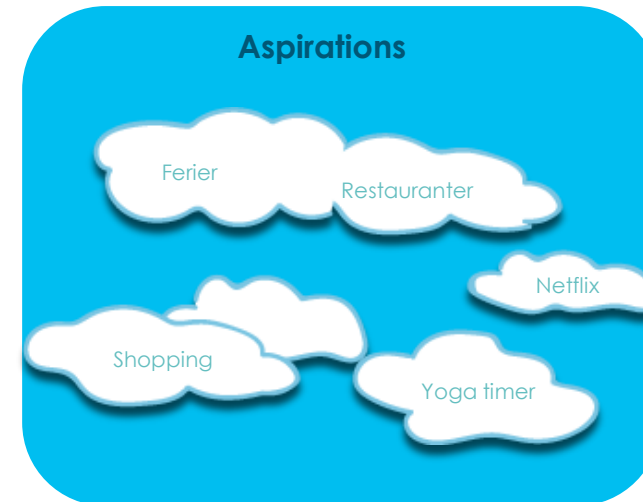 Aspirations
Ferier
Restauranter
Netflix
Shopping
Yoga timer